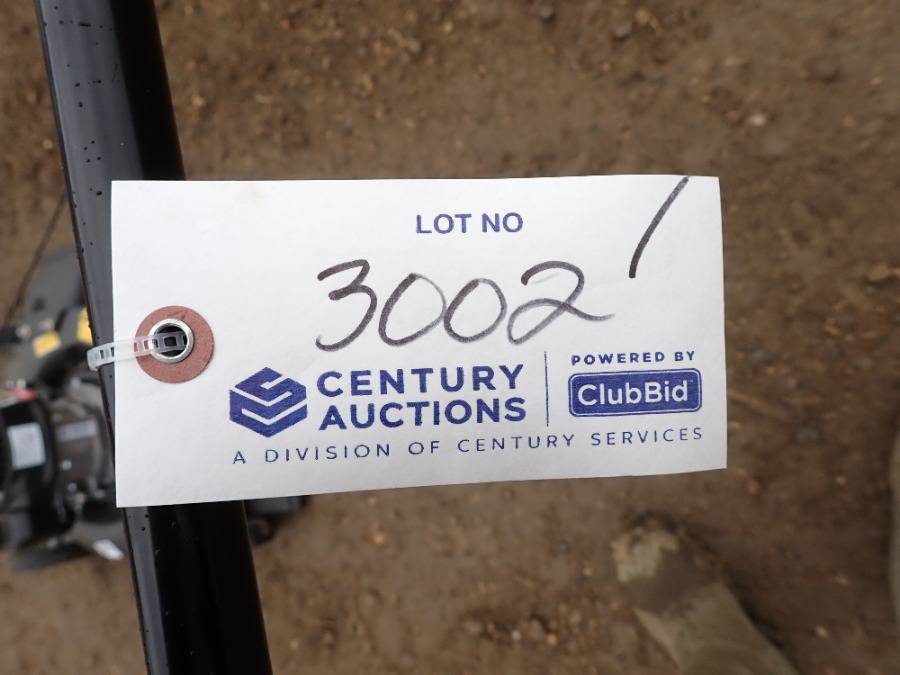 LOT NO
3002 /
CENTURY
AUCTIONS
A DIVISION OF CENTURY SERVICES
POWERED BY
ClubBid